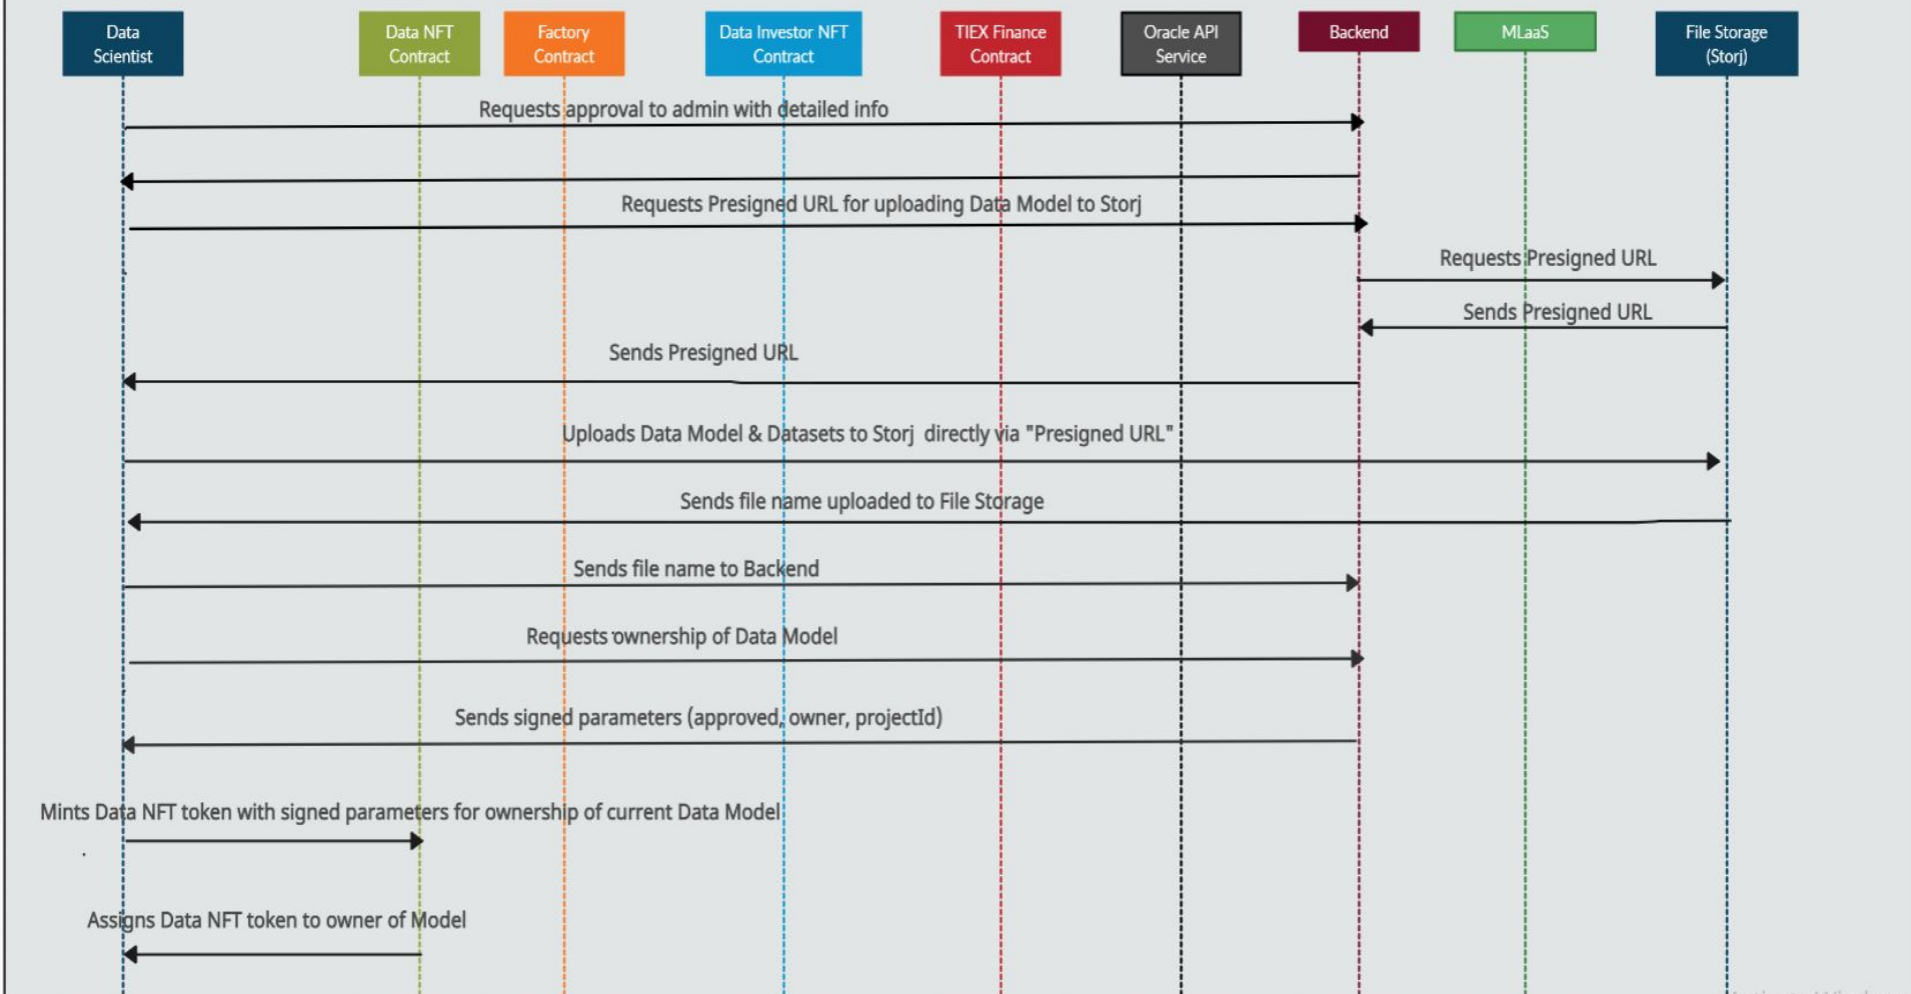 Data
Scientist
Data NFT
Contract
Factory
Contract
Data Investor NFT
Contract
TIEX Finance
Contract
Oracle API
Service
Backend
MLaaS
File Storage
(Storj)
Requests approval to admin with detailed info
Requests Presigned URL for uploading Data Model to Storj
Requests Presigned URL
Sends Presigned URL
Sends Presigned URL
Uploads Data Model & Datasets to Storj directly via "Presigned URL"
Sends file name uploaded to File Storage
Sends file name to Backend
Requests ownership of Data Model
Sends signed parameters (approved, owner, projectId)
Mints Data NFT token with signed parameters for ownership of current Data Model
Assigns Data NFT token to owner of Model